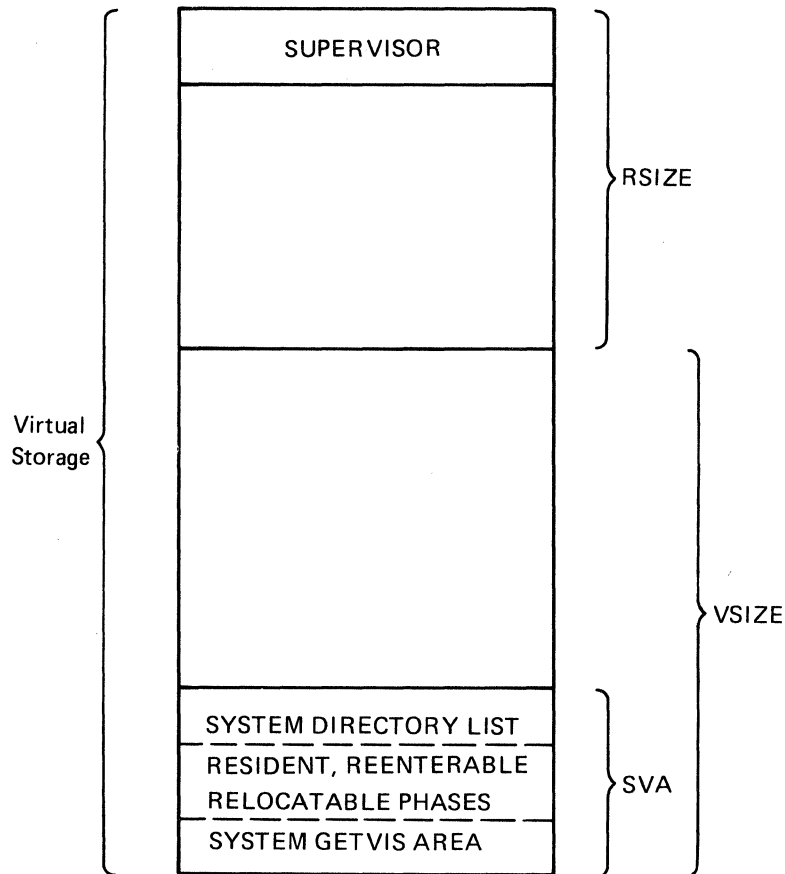 SUPERVISOR
RSIZE
Virtual
Storage
VSIZE
SYSTEM DIRECTORY LIST
RESIDENT, REENTERABLE
RELOCATABLE PHASES
SVA
SYSTEM GETVIS AREA